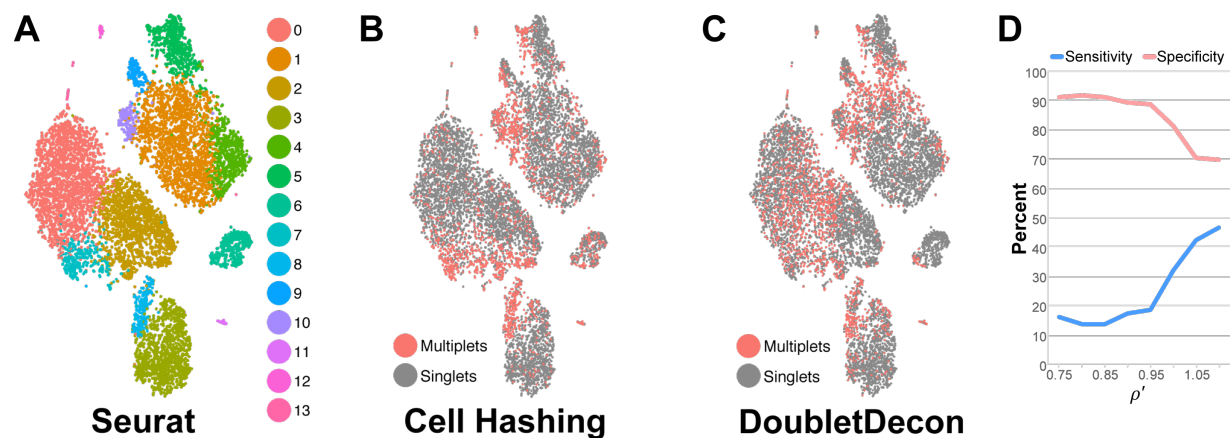 A
0
1
2
3
4
5
6
7
8
9
10
11
12
13
Seurat
B
Multiplets
Singlets
Cell Hashing
C
Multiplets
Singlets
DoubletDecon
D
Sensitivity Specificity
Percent
100
90
80
70
60
50
40
30
20
10
0
0.75 0.85 0.95 1.05
ρ′